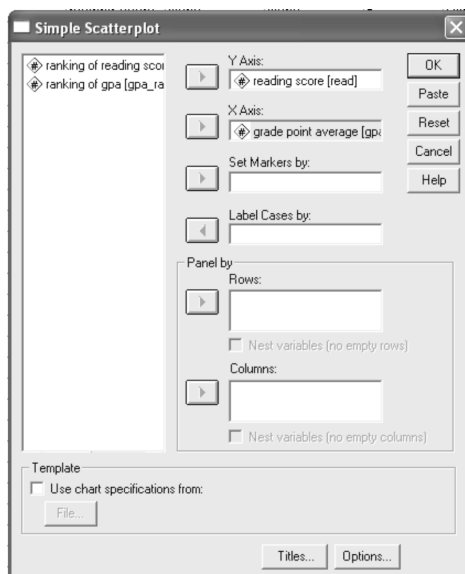 Simple Scatterplot
ranking of reading scor
ranking of gpa [gpa_ra
Y Axis:
reading score [read]
X Axis:
grade point average [gpa
Set Markers by:
Label Cases by:
Panel by
Rows:
Nest variables (no empty rows)
Columns:
Nest variables (no empty columns)
OK
Paste
Reset
Cancel
Help
Template
Use chart specifications from:
File...
Titles...
Options...